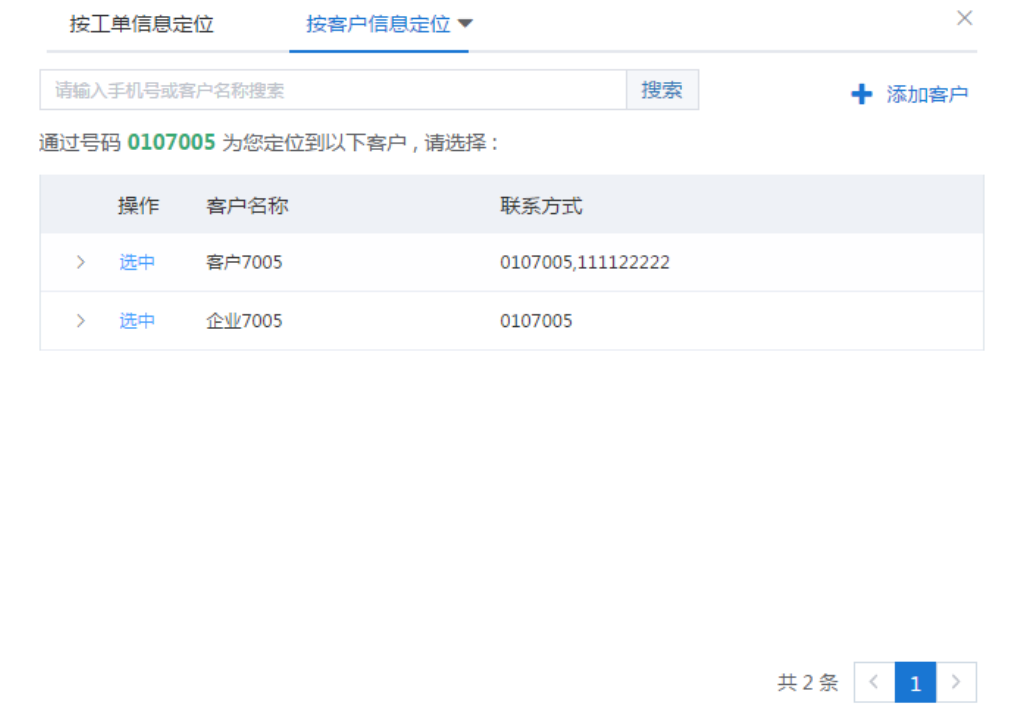 按工单信息定位 按客户信息定位
请输入手机号或客户名称搜索 搜索 添加客户
通过号码 0107005 为您定位到以下客户，请选择：
操作 客户名称 联系方式
选中 客户7005 0107005,111122222
选中 企业7005 0107005
共 2 条 1